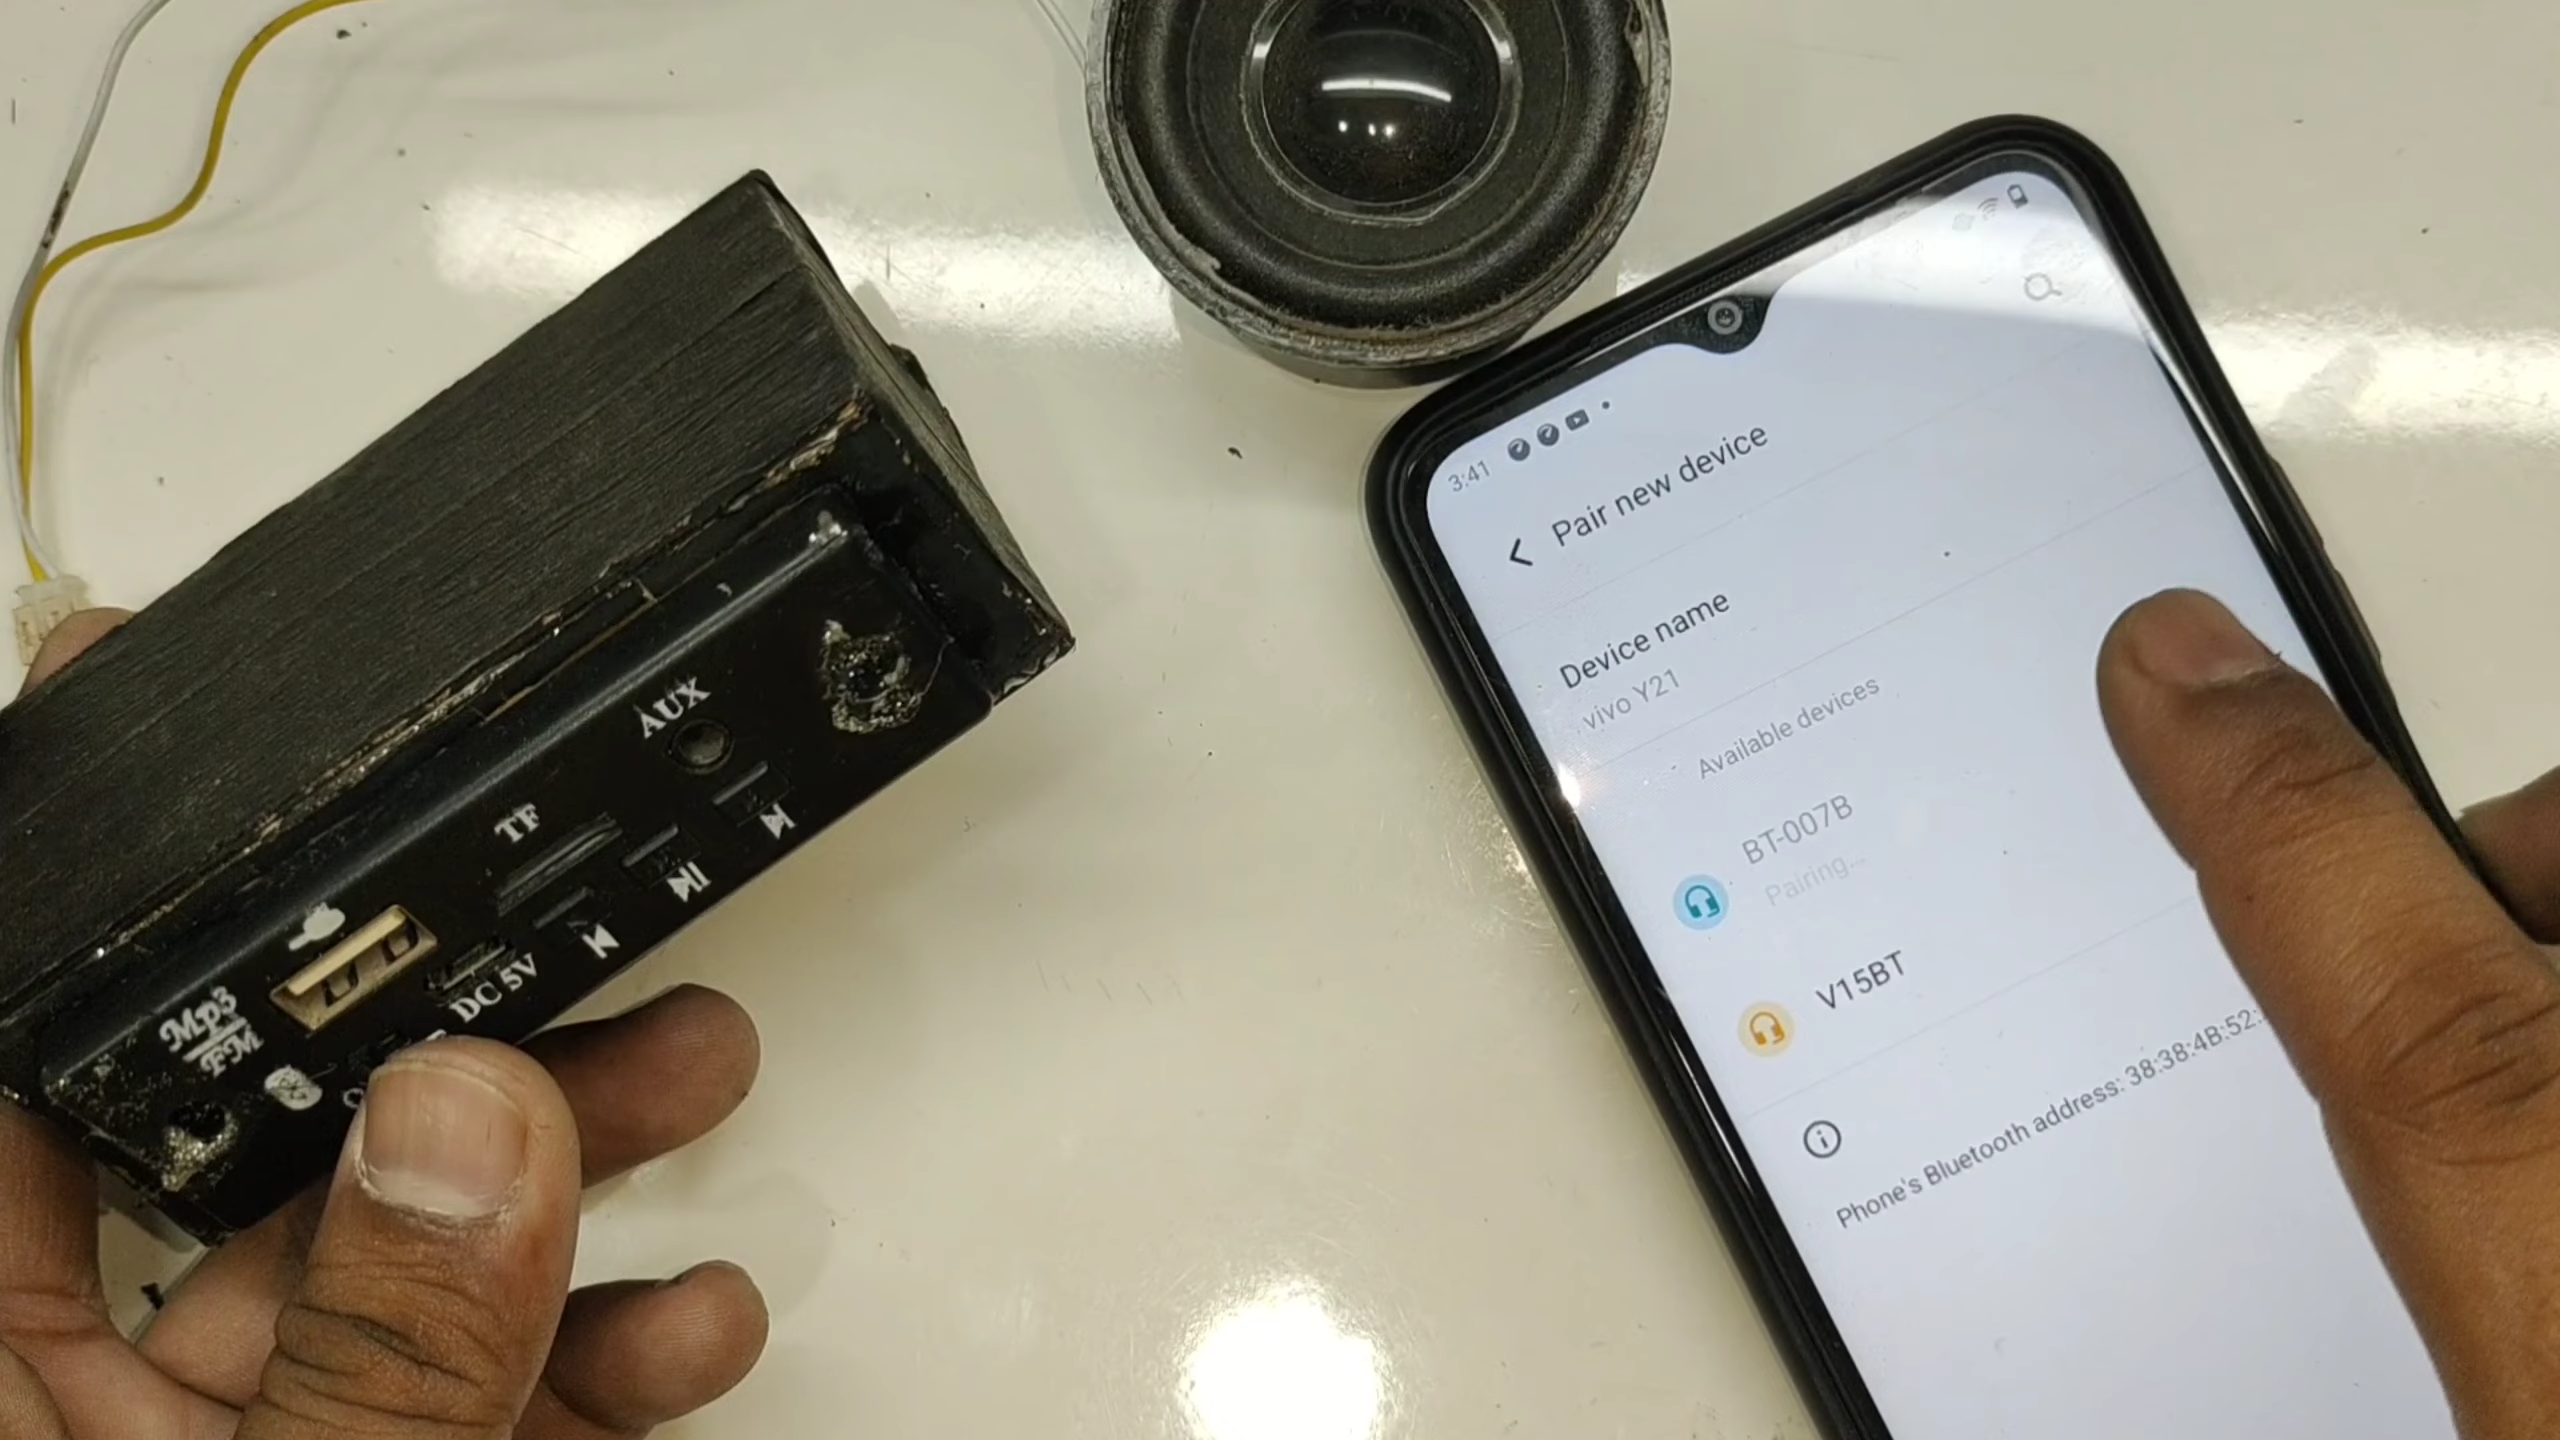 AUX
TF
DC 5V
Mp3
FM
3:41
Pair new device
Device name
vivo Y21
Available devices
BT-007B
Pairing...
V15BT
Phone's Bluetooth address: 38:38:4B:52: